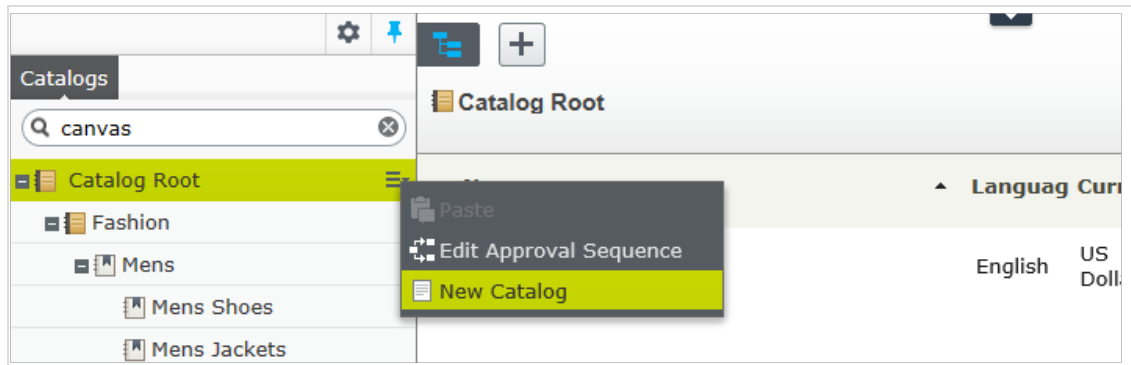 Catalogs
canvas
Catalog Root
Catalog Root
Languag Curr
Fashion
Paste
Edit Approval Sequence
New Catalog
Mens
English
US
Mens Shoes
Mens Jackets